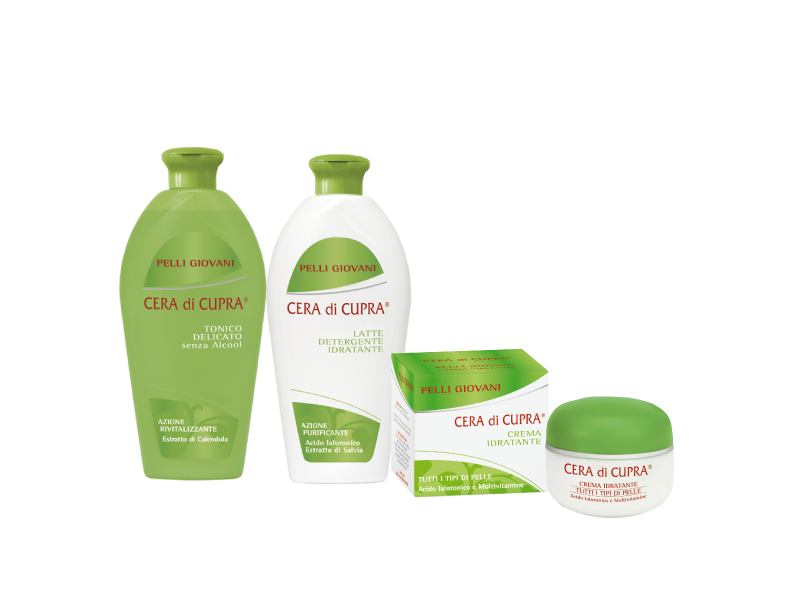 PELLI GIOVANI
CERA di CUPRA®
TONICO
DELICATO
senza Alcool
AZIONE
RIVITALIZZANTE
Estratto di Calendula
PELLI GIOVANI
CERA di CUPRA®
LATTE
DETERGENTE
IDRATANTE
AZIONE
PURIFICANTE
Acido Ialuronico
Estratto di Salvia
CERA di CUPRA®
PELLI GIOVANI
CERA di CUPRA®
CREMA
IDRATANTE
TUTTI I TIPI DI PELLE
Acido Ialuronico e Multivitamine
CERA di CUPRA®
CREMA IDRATANTE
TUTTI I TIPI DI PELLE
Acido Ialuronico e Multivitamine